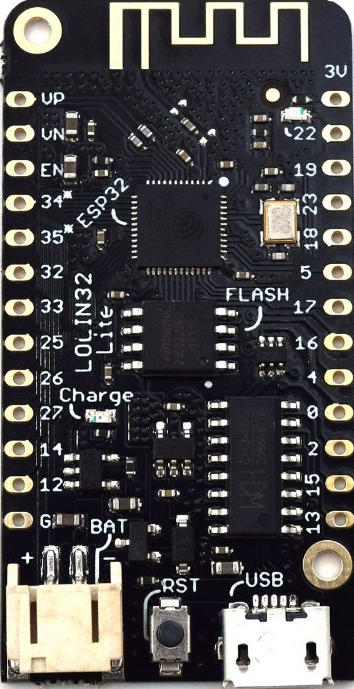 3V
VP
VN
22
EN
19
34*
23
ESP32
35*
18
32
5
LOLIN32
Lite
FLASH
33
17
25
16
26
4
Charge
27
0
14
2
12
15
G
13
BAT
+
-
RST
USB